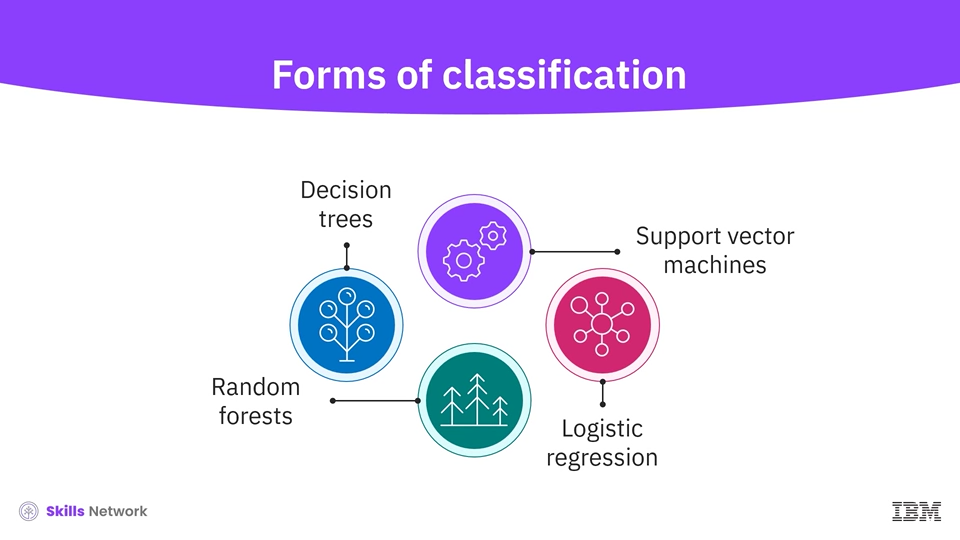 Forms of classification
Decision
trees
Support vector
machines
Random
forests
Logistic
regression
Skills Network
IBM